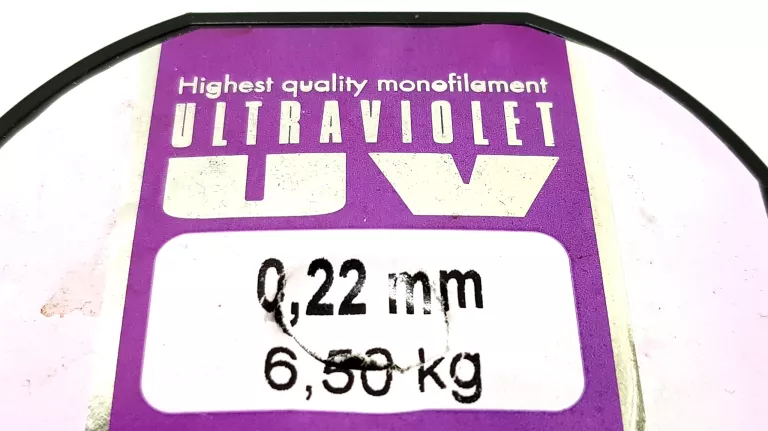 Highest quality monofilament
ULTRAVIOLET
UV
0,22 mm
6,50 kg